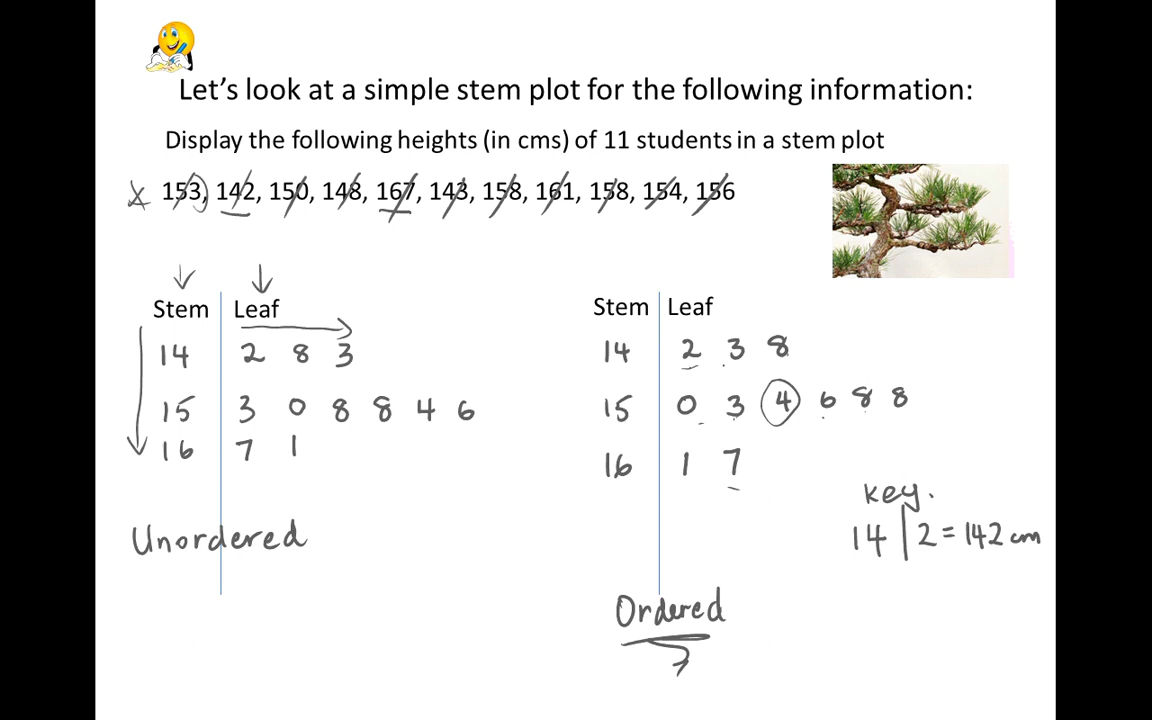 Let's look at a simple stem plot for the following information:
Display the following heights (in cms) of 11 students in a stem plot
153, 142, 150, 148, 167, 143, 158, 161, 158, 154, 156
Stem Leaf
14 2 8 3
15 3 0 8 8 4 6
16 7 1
Unordered
Stem Leaf
14 2 3 8
15 0 3 4 6 8 8
16 1 7
key.
14 | 2 = 142 cm
Ordered